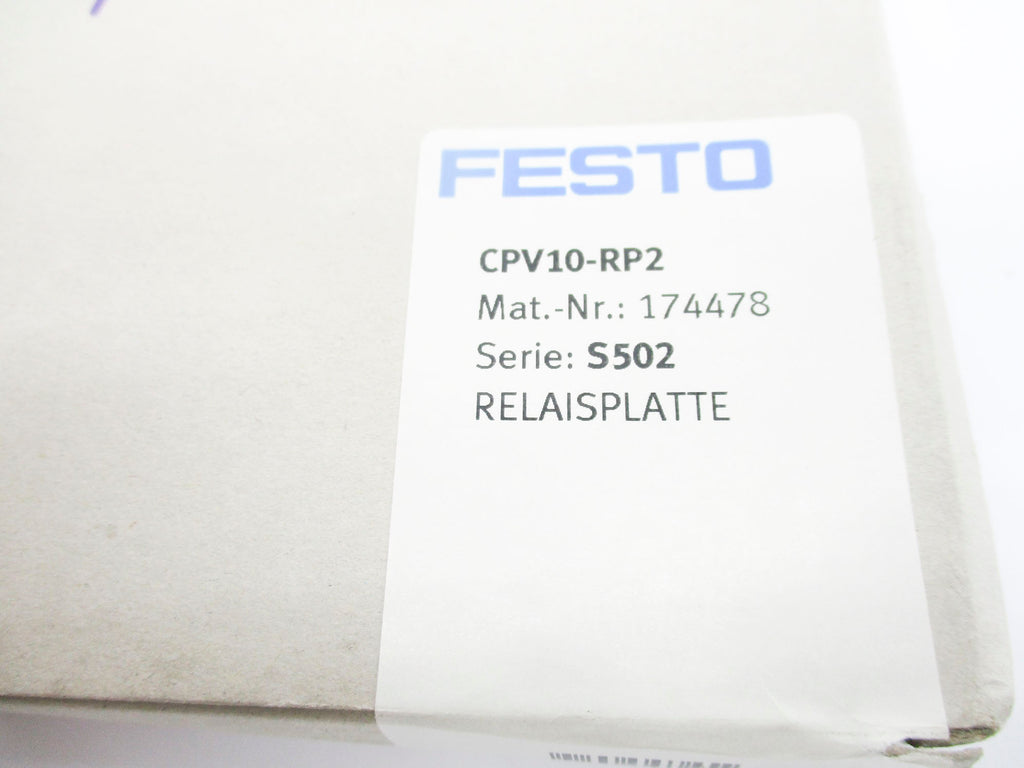 FESTO
CPV10-RP2
Mat.-Nr.: 174478
Serie: S502
RELAISPLATTE